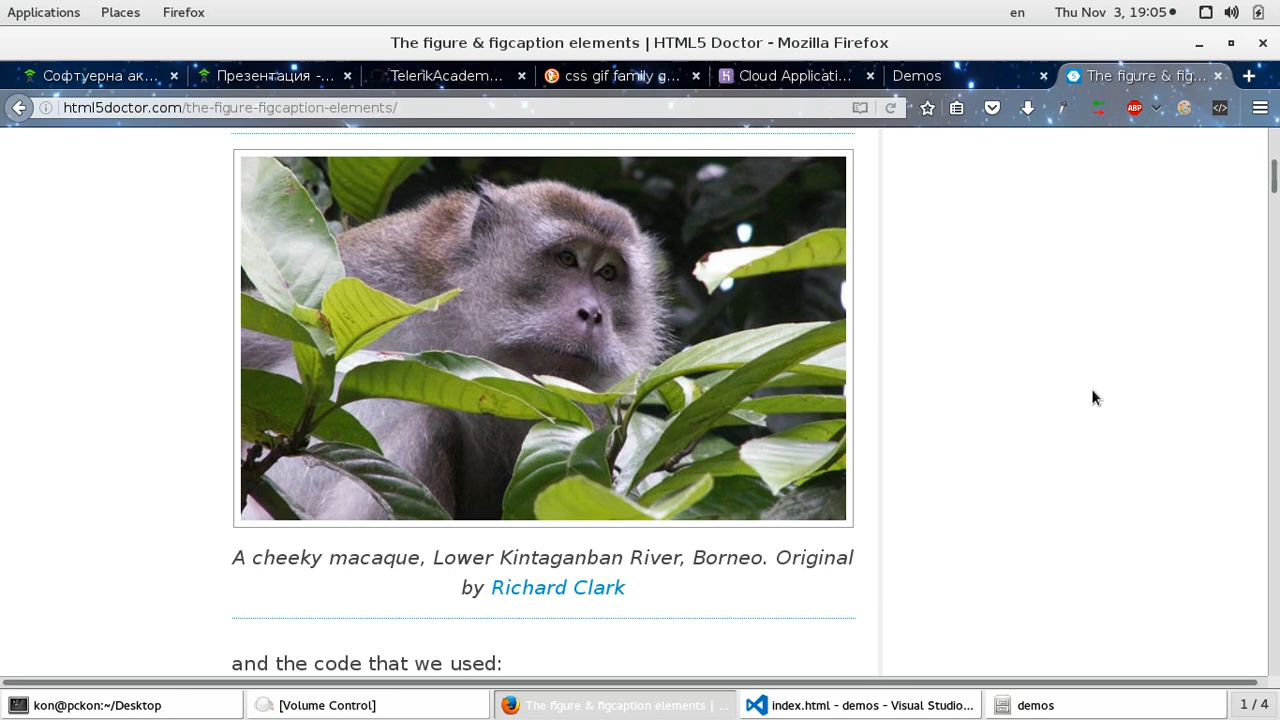 Applications Places Firefox en Thu Nov 3, 19:05
The figure & figcaption elements | HTML5 Doctor - Mozilla Firefox
Софтуерна ак... Презентация -... TelerikAcadem... css gif family g... Cloud Applicati... Demos The figure & fig...
html5doctor.com/the-figure-figcaption-elements/ ABP
A cheeky macaque, Lower Kintaganban River, Borneo. Original
by Richard Clark
and the code that we used:
kon@pckon:~/Desktop [Volume Control] The figure & figcaption elements | ... index.html - demos - Visual Studio... demos 1 / 4